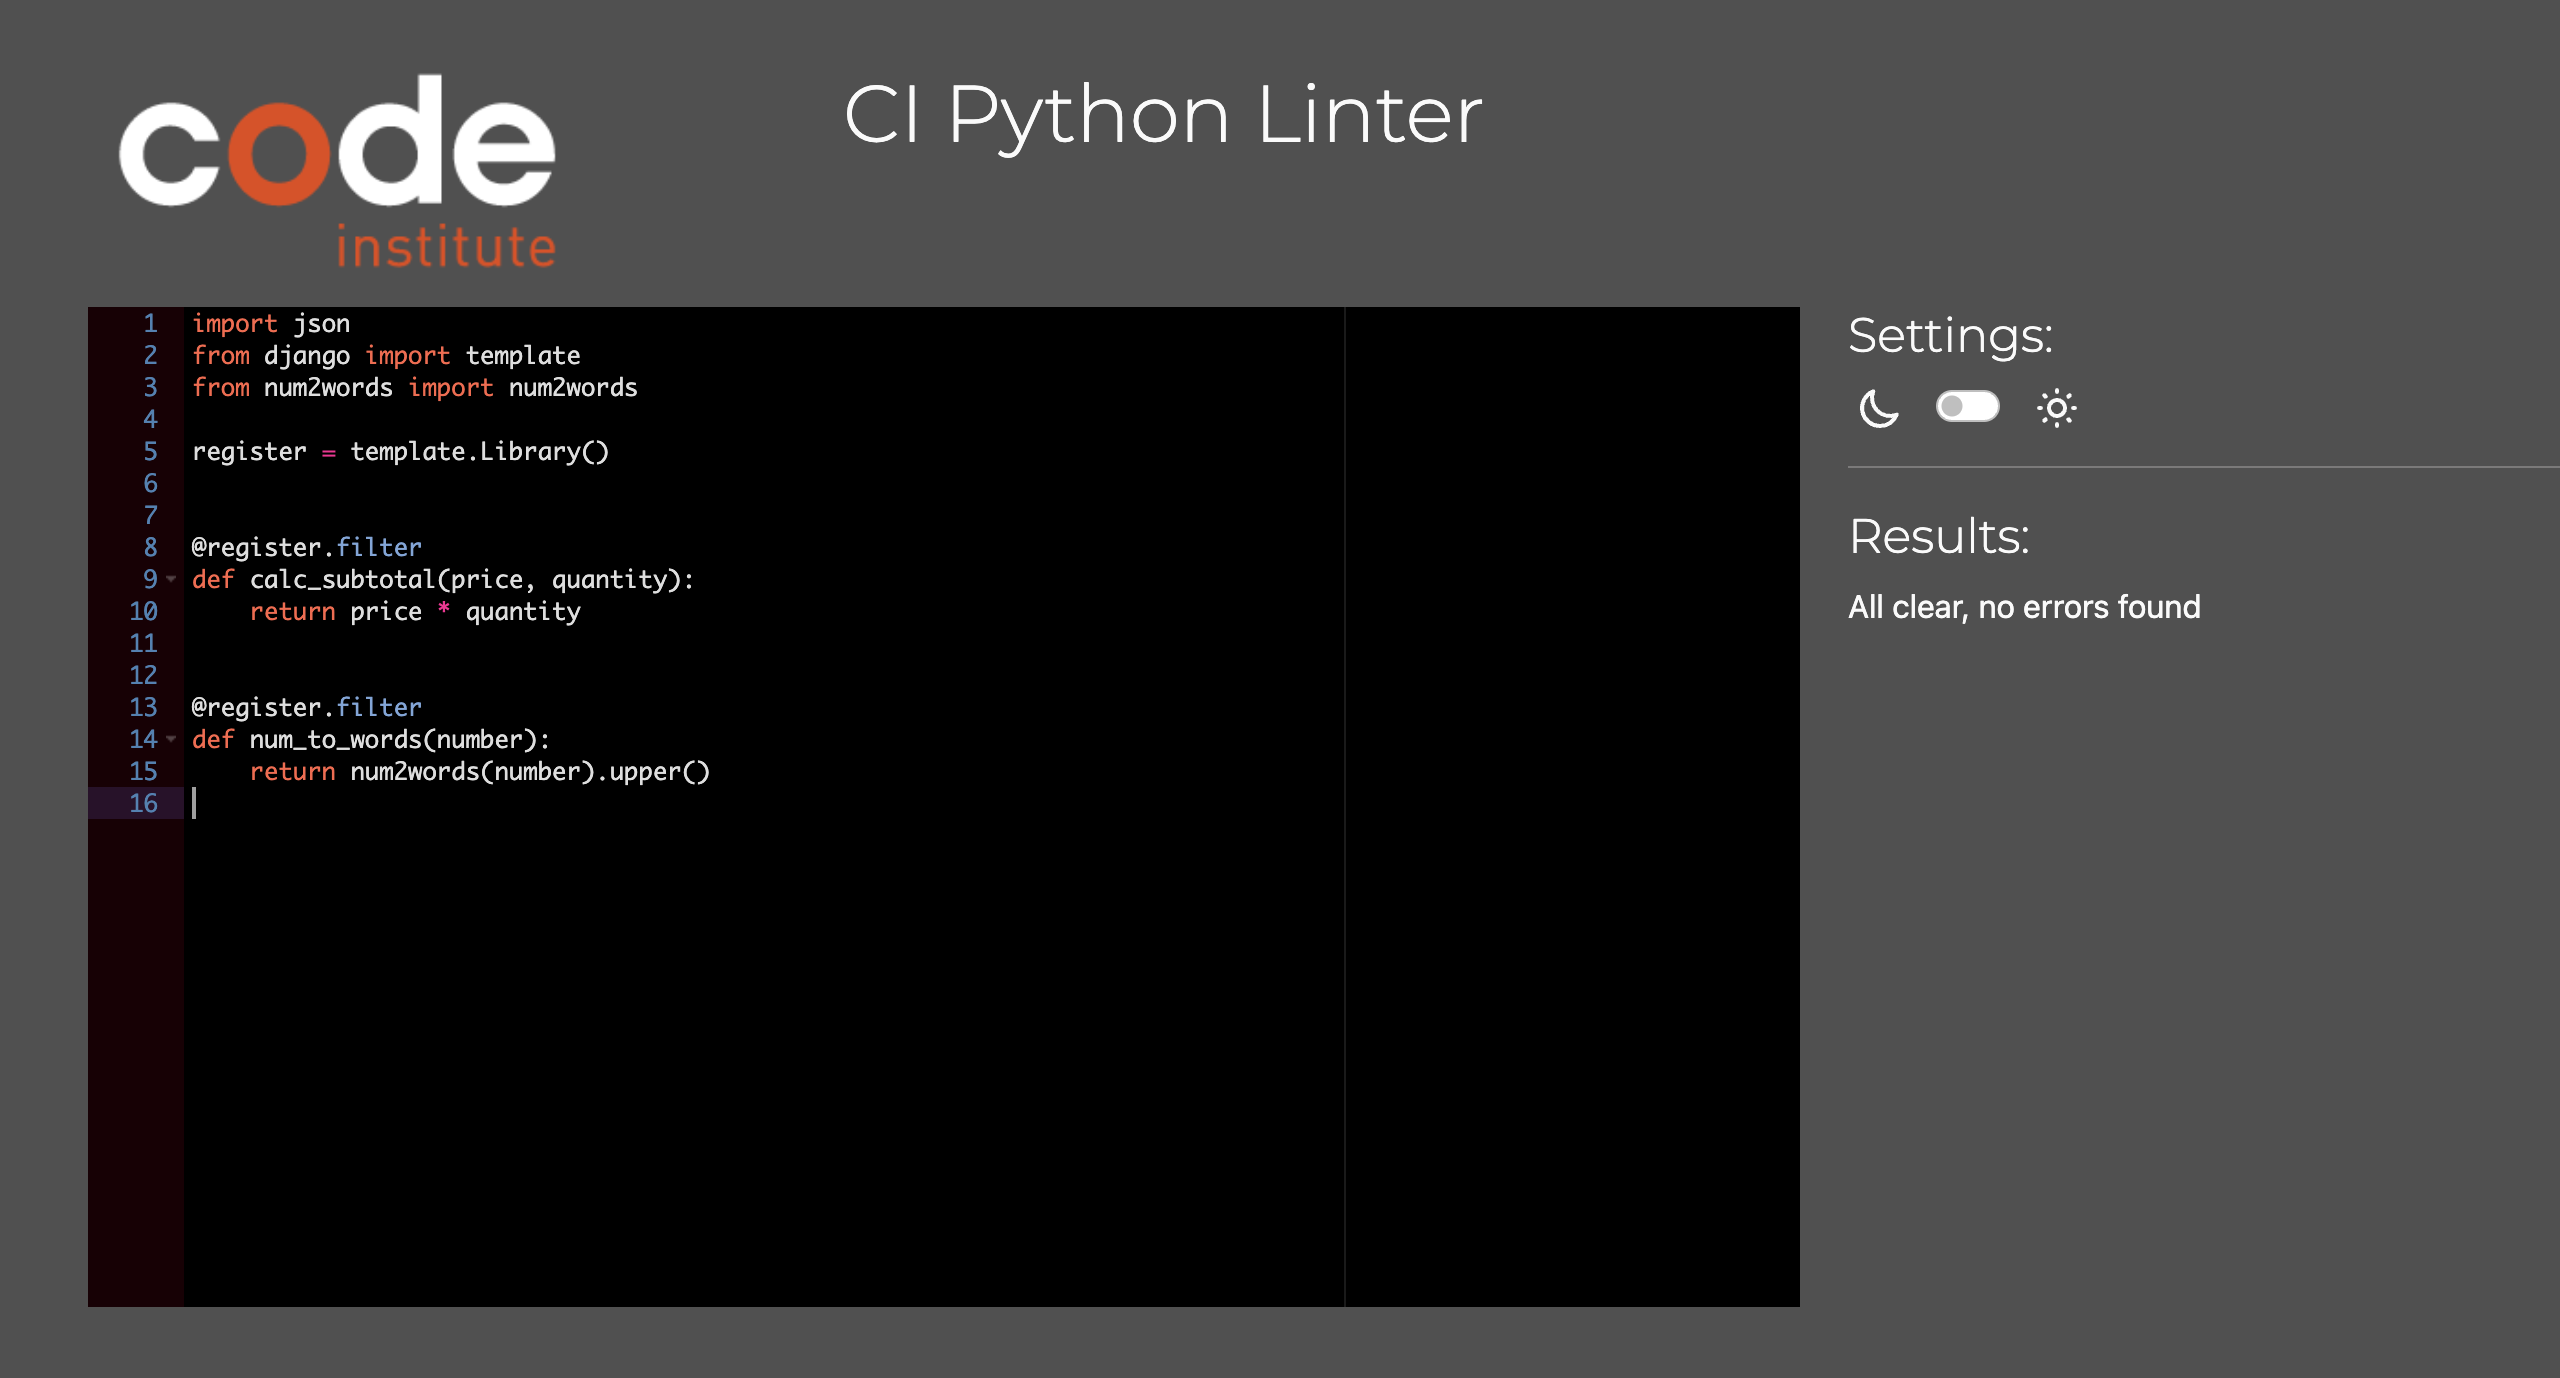 code
institute
CI Python Linter
1 import json
2 from django import template
3 from num2words import num2words
4
5 register = template.Library()
6
7
8 @register.filter
9 def calc_subtotal(price, quantity):
10     return price * quantity
11
12
13 @register.filter
14 def num_to_words(number):
15     return num2words(number).upper()
16
Settings:
Results:
All clear, no errors found